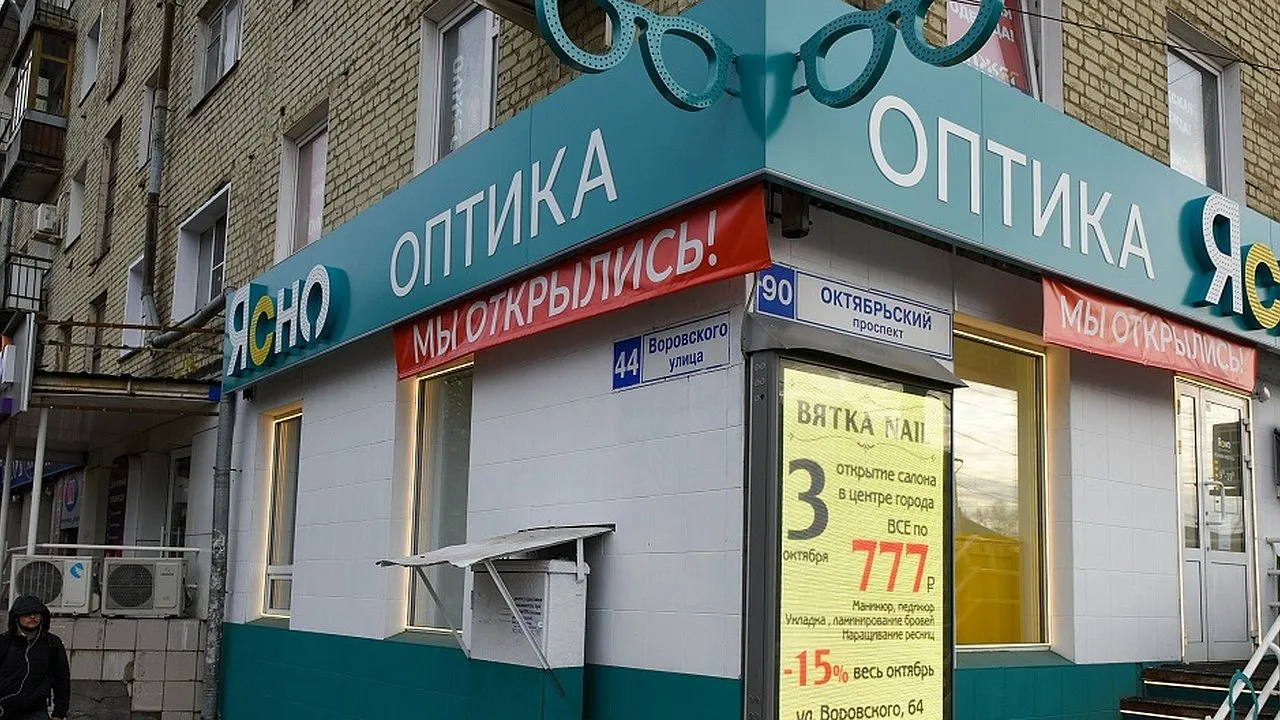 ЯСНО
ОПТИКА
МЫ ОТКРЫЛИСЬ!
44
Воровского
улица
ОПТИКА
ЯС
МЫ ОТКРЫЛИСЬ!
90
ОКТЯБРЬСКИЙ
проспект
ВЯТКА NAIL
3
октября
открытие салона
в центре города
ВСЕ по
777
₽
Маникюр, педикюр
Укладка, ламинирование бровей
Наращивание ресниц
-15% весь октябрь
ул. Воровского, 64
ЯСНО